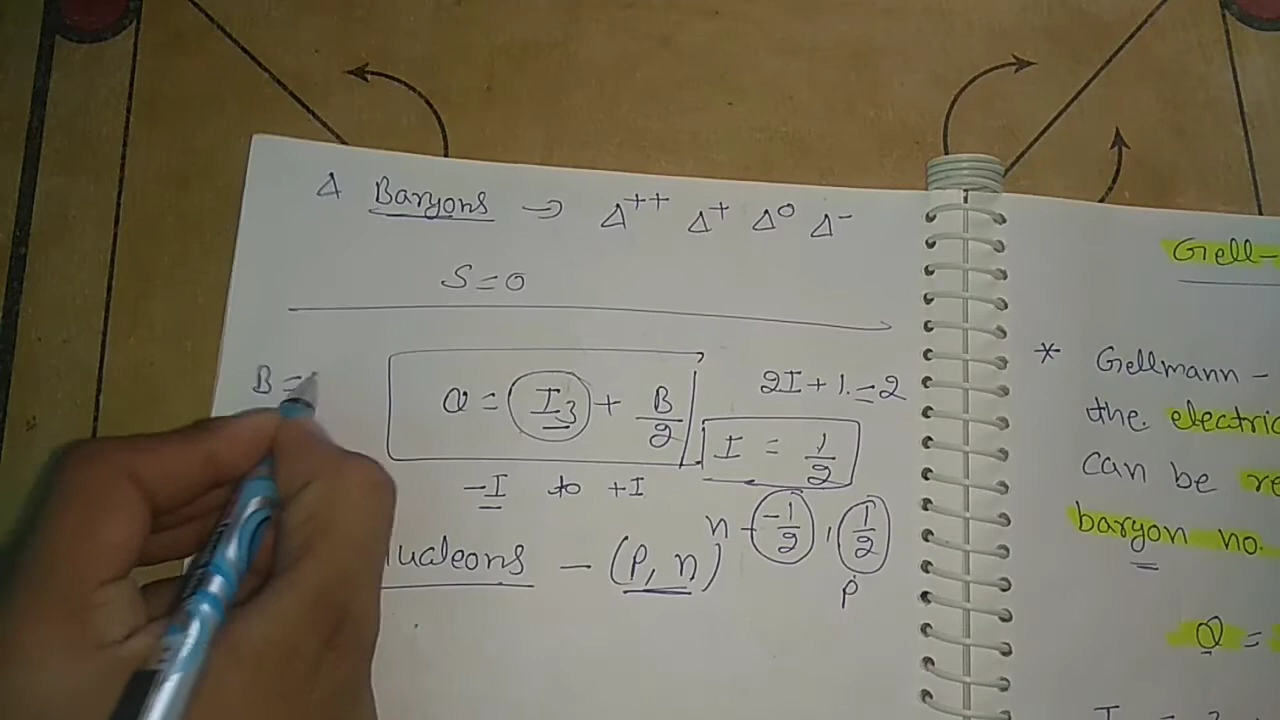 Δ Baryons → Δ++ Δ+ Δ0 Δ-
S=0
B =
Q = I3 + B/2
2I+1.=2
I = 1/2
-I to +I
n -1/2, 1/2
p
ucleons - (P, n)
Gell-
* Gellmann -
the electric
can be re
baryon no.
Q =